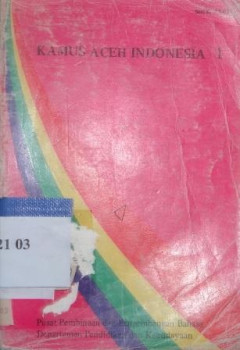 KAMUS ACEH INDONESIA 1
21 03
Pusat Pembinaan dan Pengembangan Bahasa
Departemen Pendidikan dan Kebudayaan